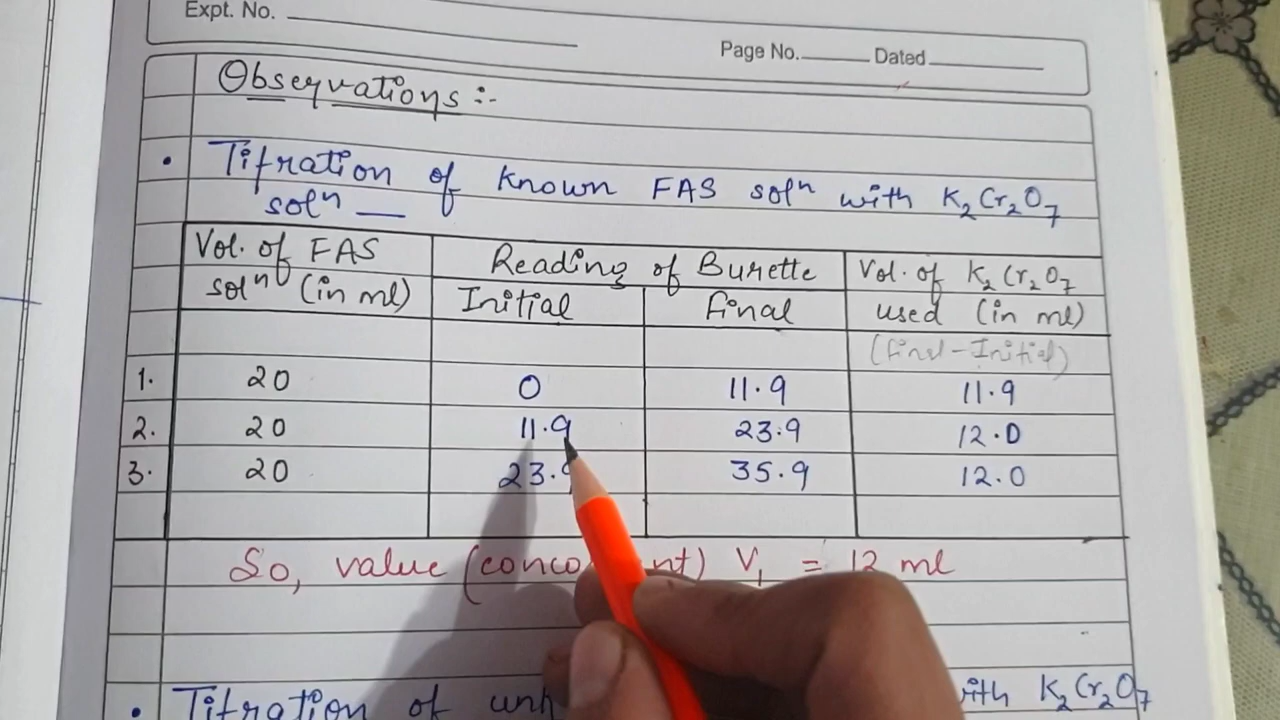 Expt. No.
Page No. Dated
Observations :-
• Titration of known FAS solⁿ with K₂Cr₂O₇
solⁿ —
Vol. of FAS Reading of Burette Vol. of K₂Cr₂O₇
solⁿ (in ml) Initial final used (in ml)
(final-Initial)
1. 20 0 11.9 11.9
2. 20 11.9 23.9 12.0
3. 20 23.9 35.9 12.0
So, value V₁ = 12 ml
• Titration of with K₂Cr₂O₇